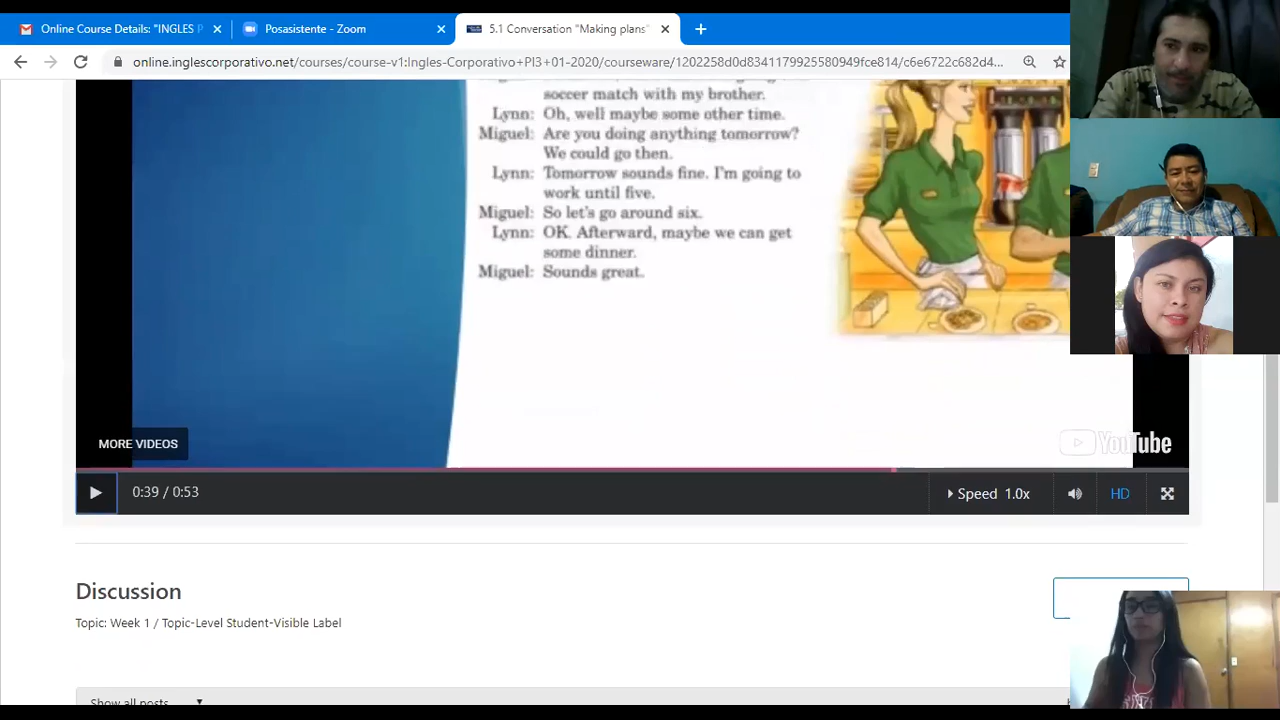 Online Course Details: "INGLES P
Posasistente - Zoom
5.1 Conversation "Making plans"
online.inglescorporativo.net/courses/course-v1:Ingles-Corporativo+PI3+01-2020/courseware/1202258d0d8341179925580949fce814/c6e6722c682d4...
soccer match with my brother.
Lynn: Oh, well maybe some other time.
Miguel: Are you doing anything tomorrow?
We could go then.
Lynn: Tomorrow sounds fine. I'm going to
work until five.
Miguel: So let's go around six.
Lynn: OK. Afterward, maybe we can get
some dinner.
Miguel: Sounds great.
MORE VIDEOS
YouTube
0:39 / 0:53
Speed 1.0x
HD
Discussion
Topic: Week 1 / Topic-Level Student-Visible Label
Show all posts